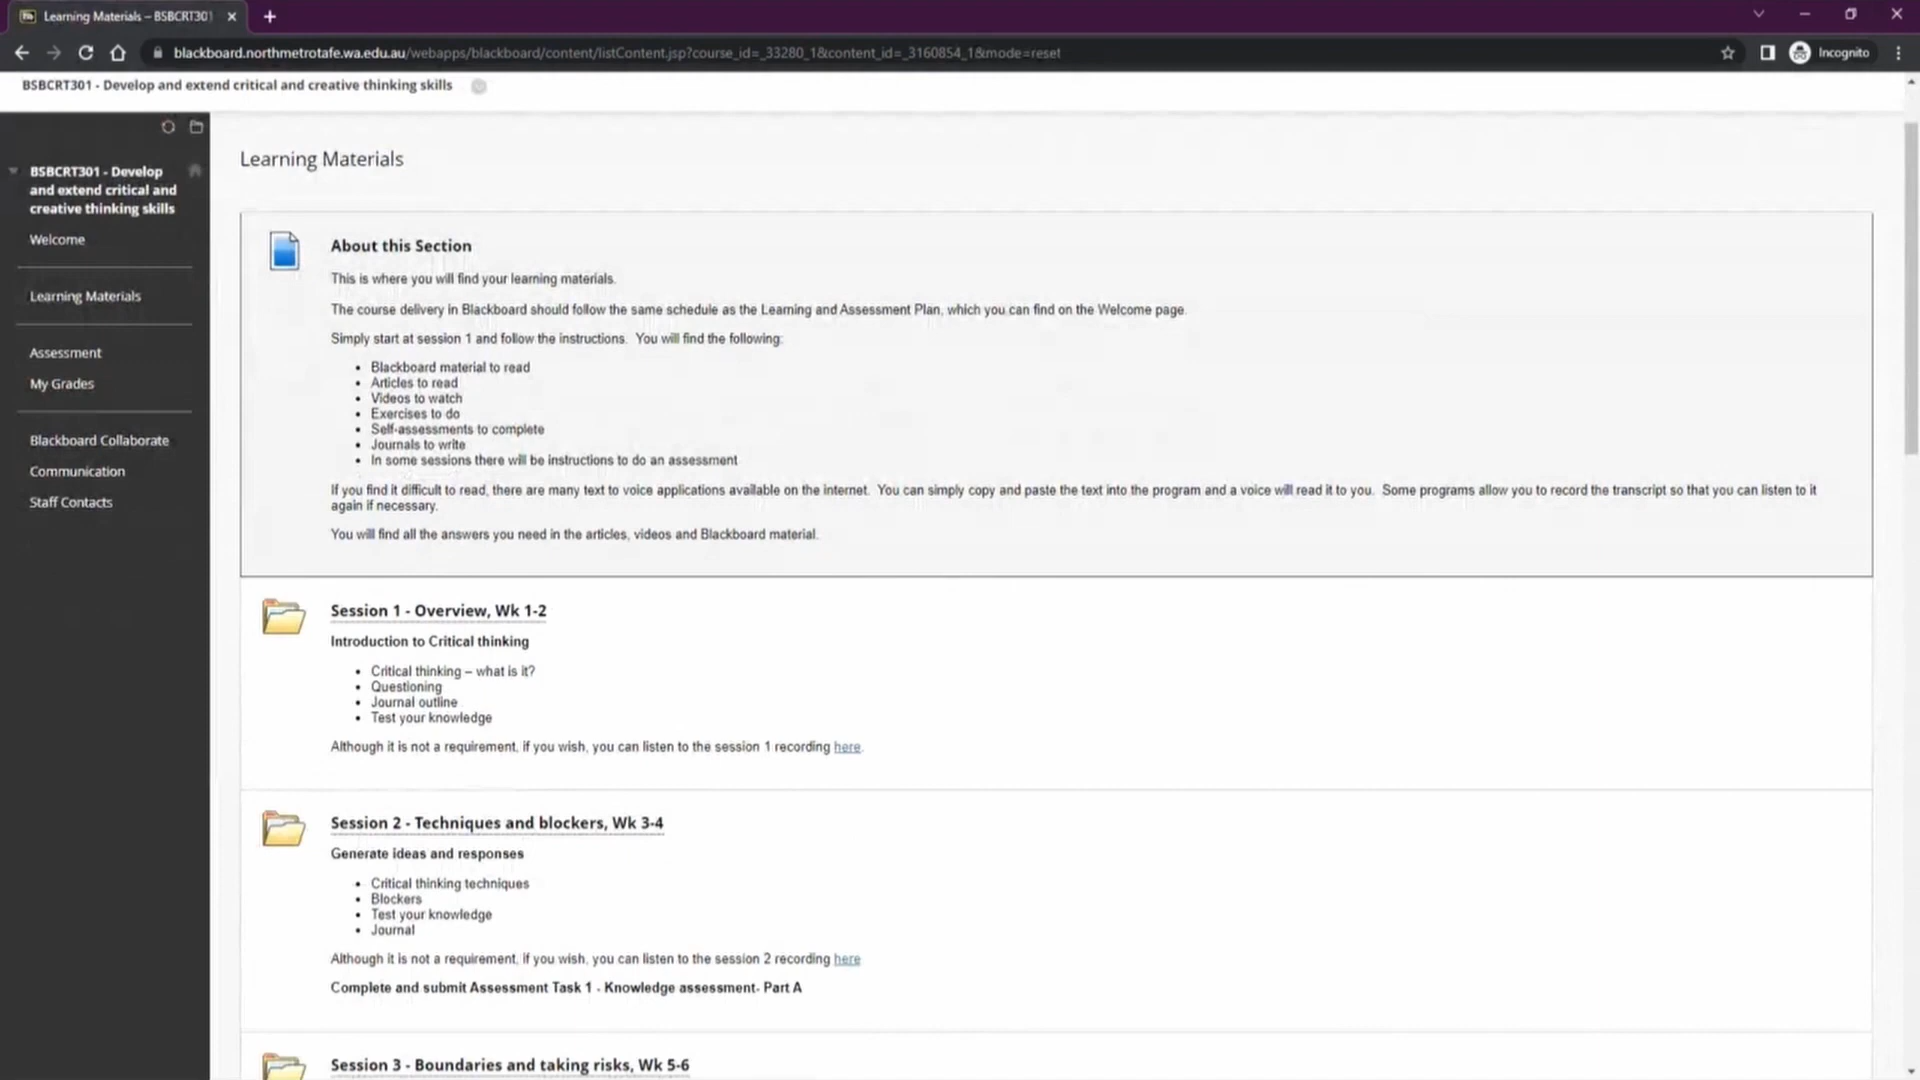 Learning Materials – BSBCRT301
blackboard.northmetrotafe.wa.edu.au/webapps/blackboard/content/listContent.jsp?course_id=_33280_1&content_id=_3160854_1&mode=reset
Incognito
BSBCRT301 - Develop and extend critical and creative thinking skills
BSBCRT301 - Develop
and extend critical and
creative thinking skills
Welcome
Learning Materials
Assessment
My Grades
Blackboard Collaborate
Communication
Staff Contacts
Learning Materials
About this Section
This is where you will find your learning materials.
The course delivery in Blackboard should follow the same schedule as the Learning and Assessment Plan, which you can find on the Welcome page.
Simply start at session 1 and follow the instructions. You will find the following:
• Blackboard material to read
• Articles to read
• Videos to watch
• Exercises to do
• Self-assessments to complete
• Journals to write
• In some sessions there will be instructions to do an assessment
If you find it difficult to read, there are many text to voice applications available on the internet. You can simply copy and paste the text into the program and a voice will read it to you. Some programs allow you to record the transcript so that you can listen to it
again if necessary.
You will find all the answers you need in the articles, videos and Blackboard material.
Session 1 - Overview, Wk 1-2
Introduction to Critical thinking
• Critical thinking – what is it?
• Questioning
• Journal outline
• Test your knowledge
Although it is not a requirement, if you wish, you can listen to the session 1 recording here.
Session 2 - Techniques and blockers, Wk 3-4
Generate ideas and responses
• Critical thinking techniques
• Blockers
• Test your knowledge
• Journal
Although it is not a requirement, if you wish, you can listen to the session 2 recording here
Complete and submit Assessment Task 1 - Knowledge assessment- Part A
Session 3 - Boundaries and taking risks, Wk 5-6